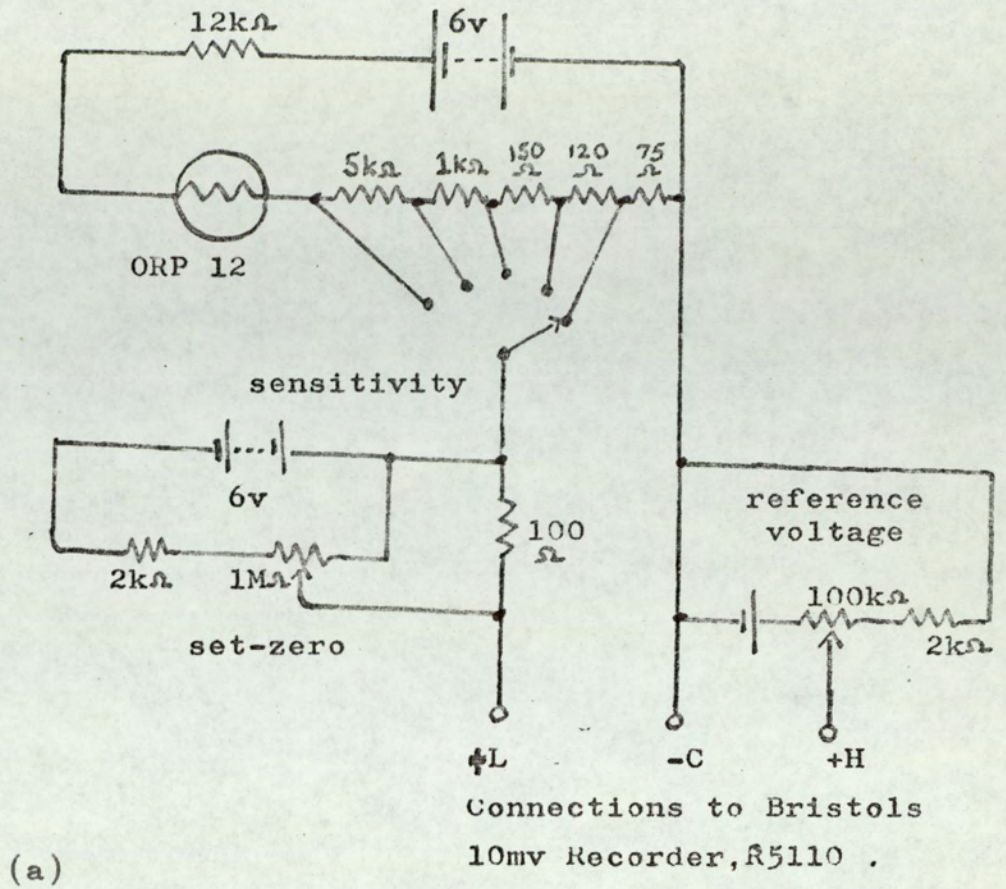 12kΩ
6v
5kΩ
1kΩ
150
Ω
120
Ω
75
Ω
ORP 12
sensitivity
6v
2kΩ
1MΩ
set-zero
100
Ω
reference
voltage
100kΩ
2kΩ
+L
-C
+H
Connections to Bristols
10mv Recorder,R5110 .
(a)